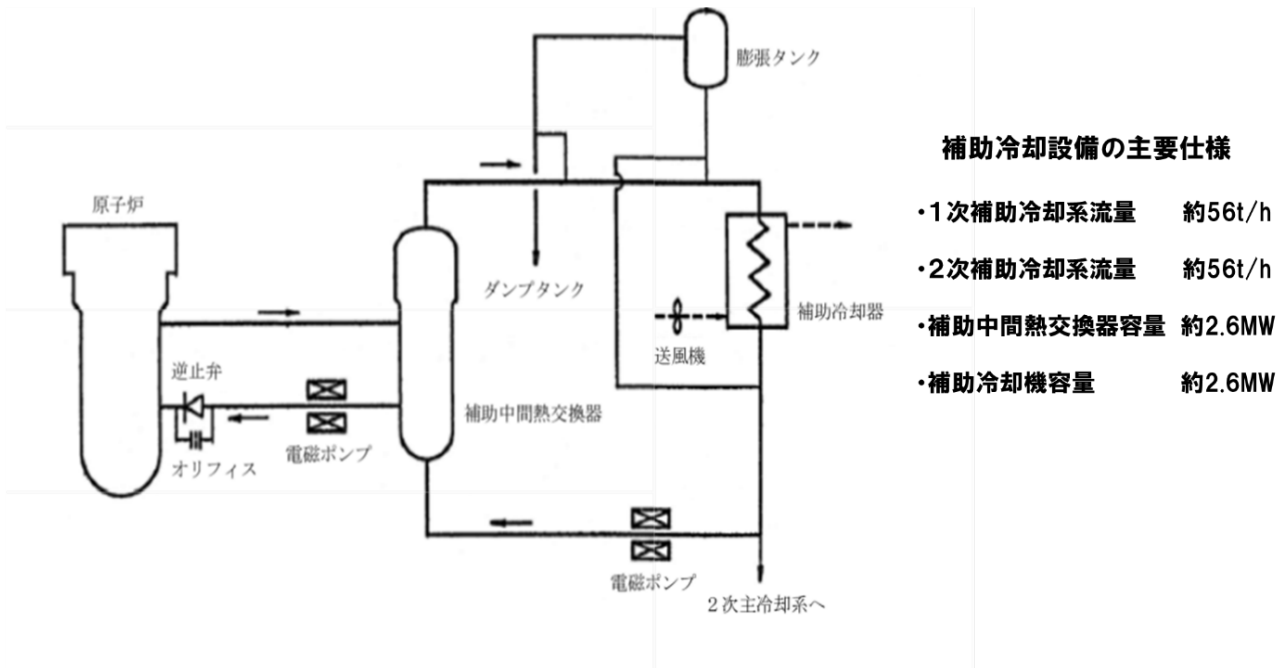 膨張タンク
補助冷却設備の主要仕様
原子炉
・1次補助冷却系流量 約56t/h
・2次補助冷却系流量 約56t/h
ダンプタンク
補助冷却器
・補助中間熱交換器容量 約2.6MW
送風機
逆止弁
・補助冷却機容量 約2.6MW
補助中間熱交換器
電磁ポンプ
オリフィス
電磁ポンプ
2次主冷却系へ